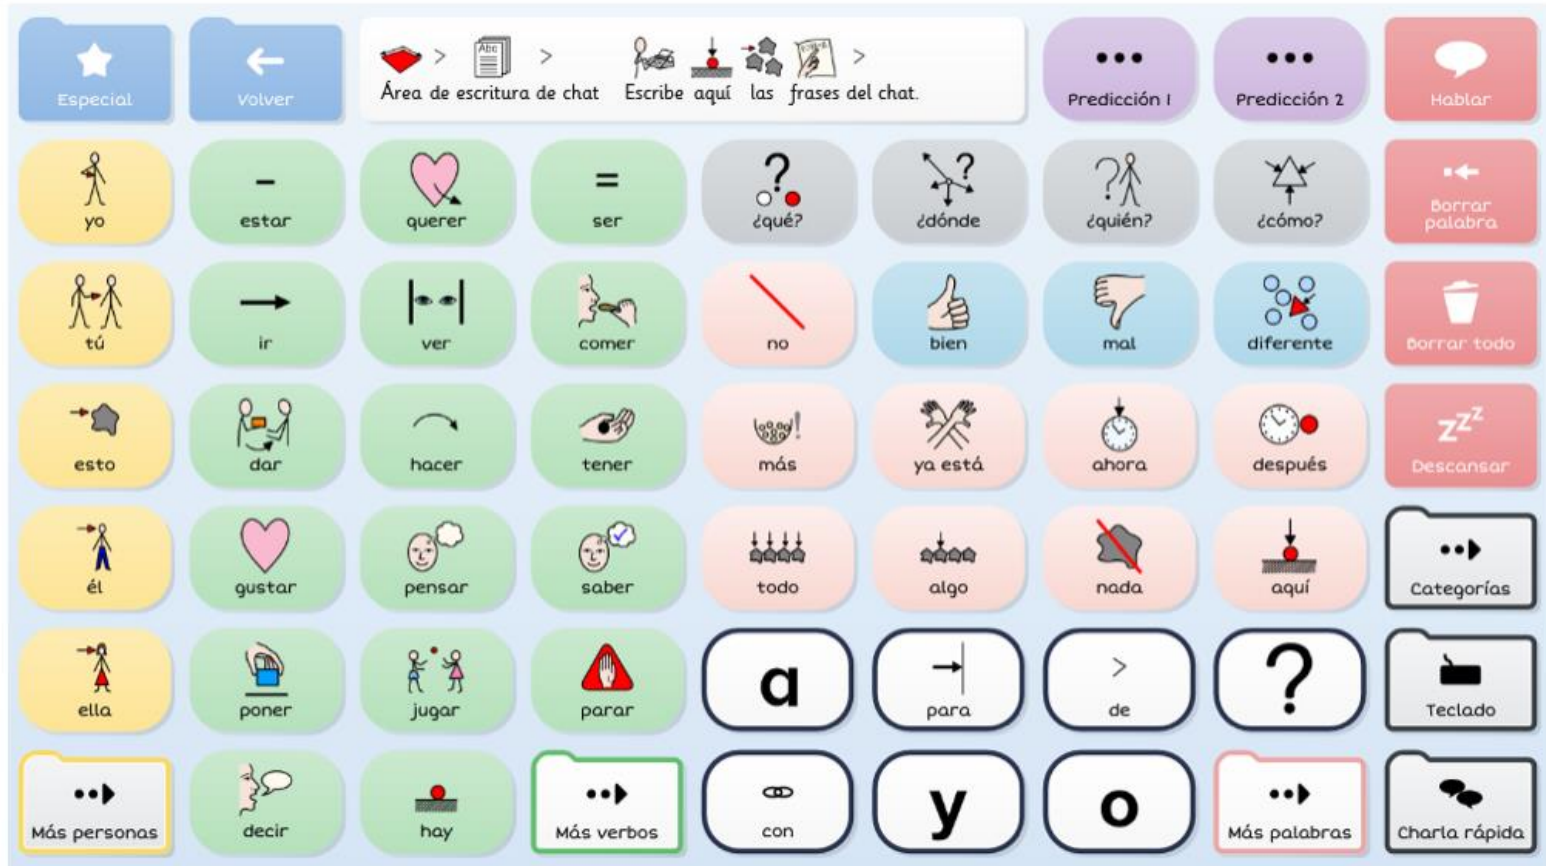 Especial
Volver
Abc
Área de escritura de chat Escribe aquí las frases del chat.
Predicción 1
Predicción 2
Hablar
yo
estar
querer
ser
¿qué?
¿dónde
¿quién?
¿cómo?
Borrar
palabra
tú
ir
ver
comer
no
bien
mal
diferente
Borrar todo
esto
dar
hacer
tener
más
ya está
ahora
después
zzz
Descansar
él
gustar
pensar
saber
todo
algo
nada
aquí
Categorías
ella
poner
jugar
parar
a
para
>
de
?
Teclado
Más personas
decir
hay
Más verbos
con
y
o
Más palabras
Charla rápida